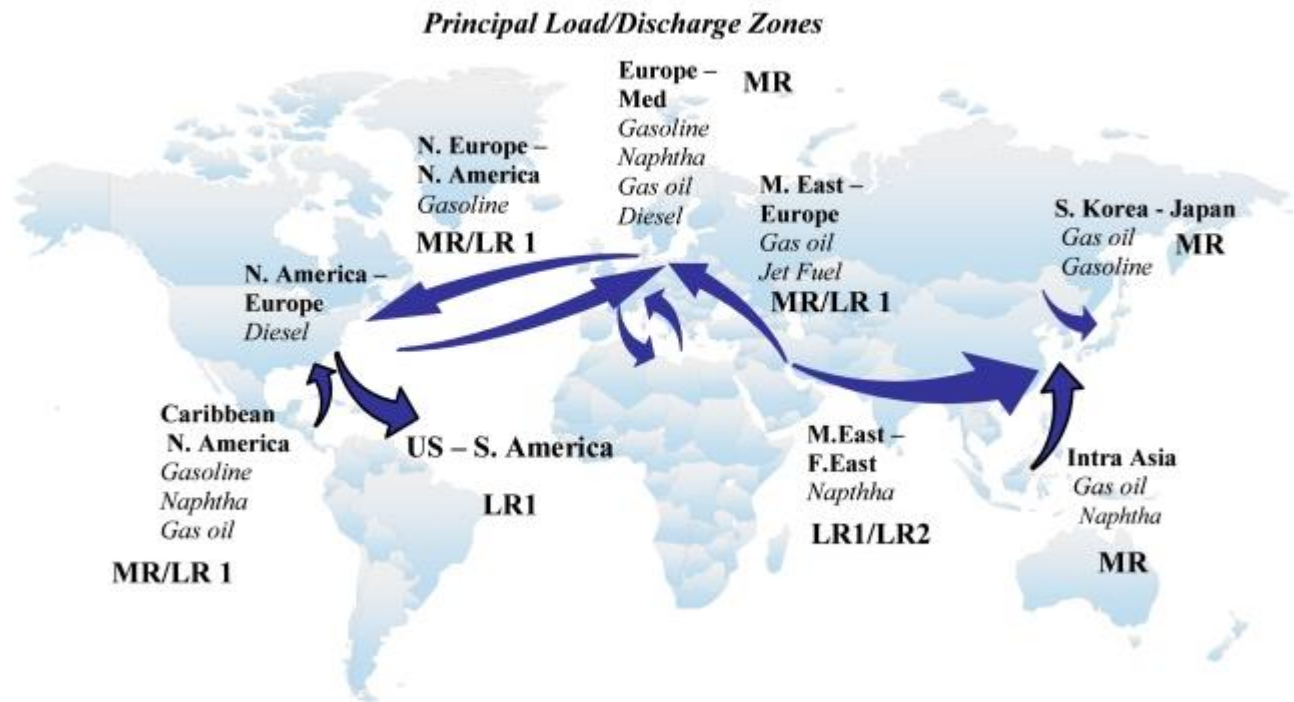 Principal Load/Discharge Zones
Europe –
Med
Gasoline
Naphtha
Gas oil
Diesel
MR
N. Europe –
N. America
Gasoline
MR/LR 1
M. East –
Europe
Gas oil
Jet Fuel
MR/LR 1
S. Korea - Japan
Gas oil
Gasoline
MR
N. America –
Europe
Diesel
Caribbean
N. America
Gasoline
Naphtha
Gas oil
MR/LR 1
US – S. America
LR1
M.East –
F.East
Napthha
LR1/LR2
Intra Asia
Gas oil
Naphtha
MR